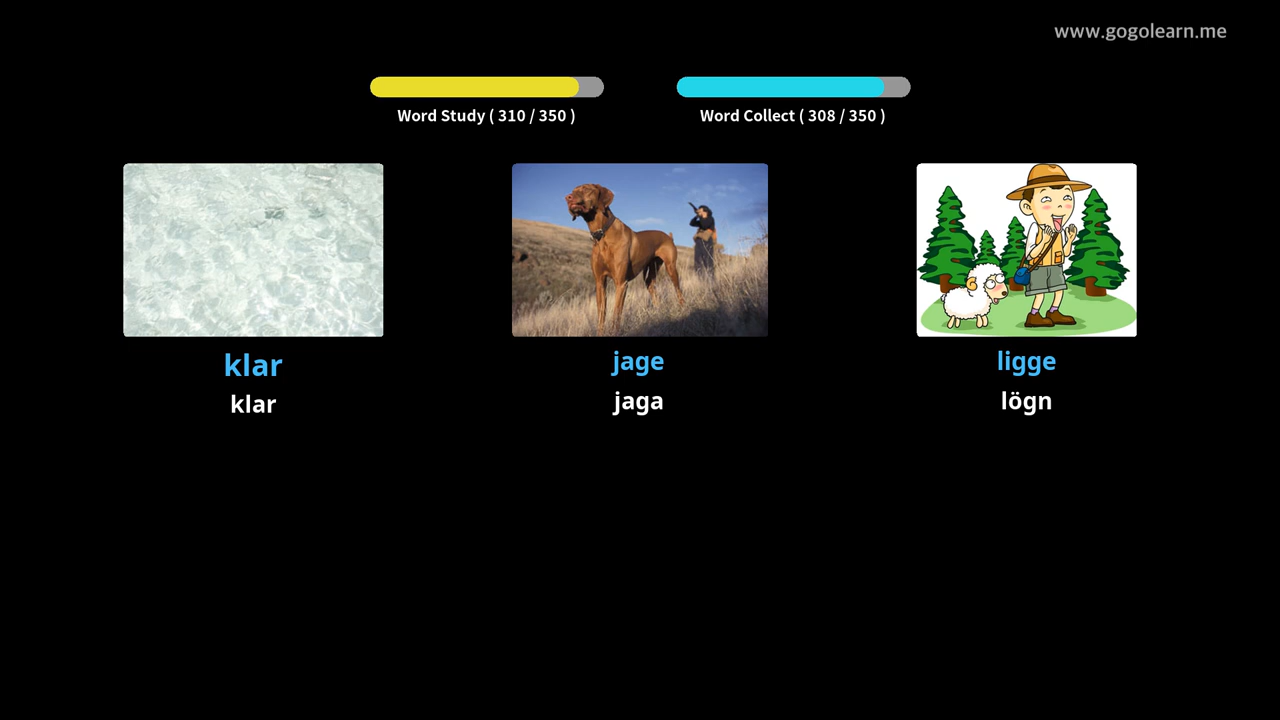 www.gogolearn.me
Word Study ( 310 / 350 )
Word Collect ( 308 / 350 )
klar
klar
jage
jaga
ligge
lögn